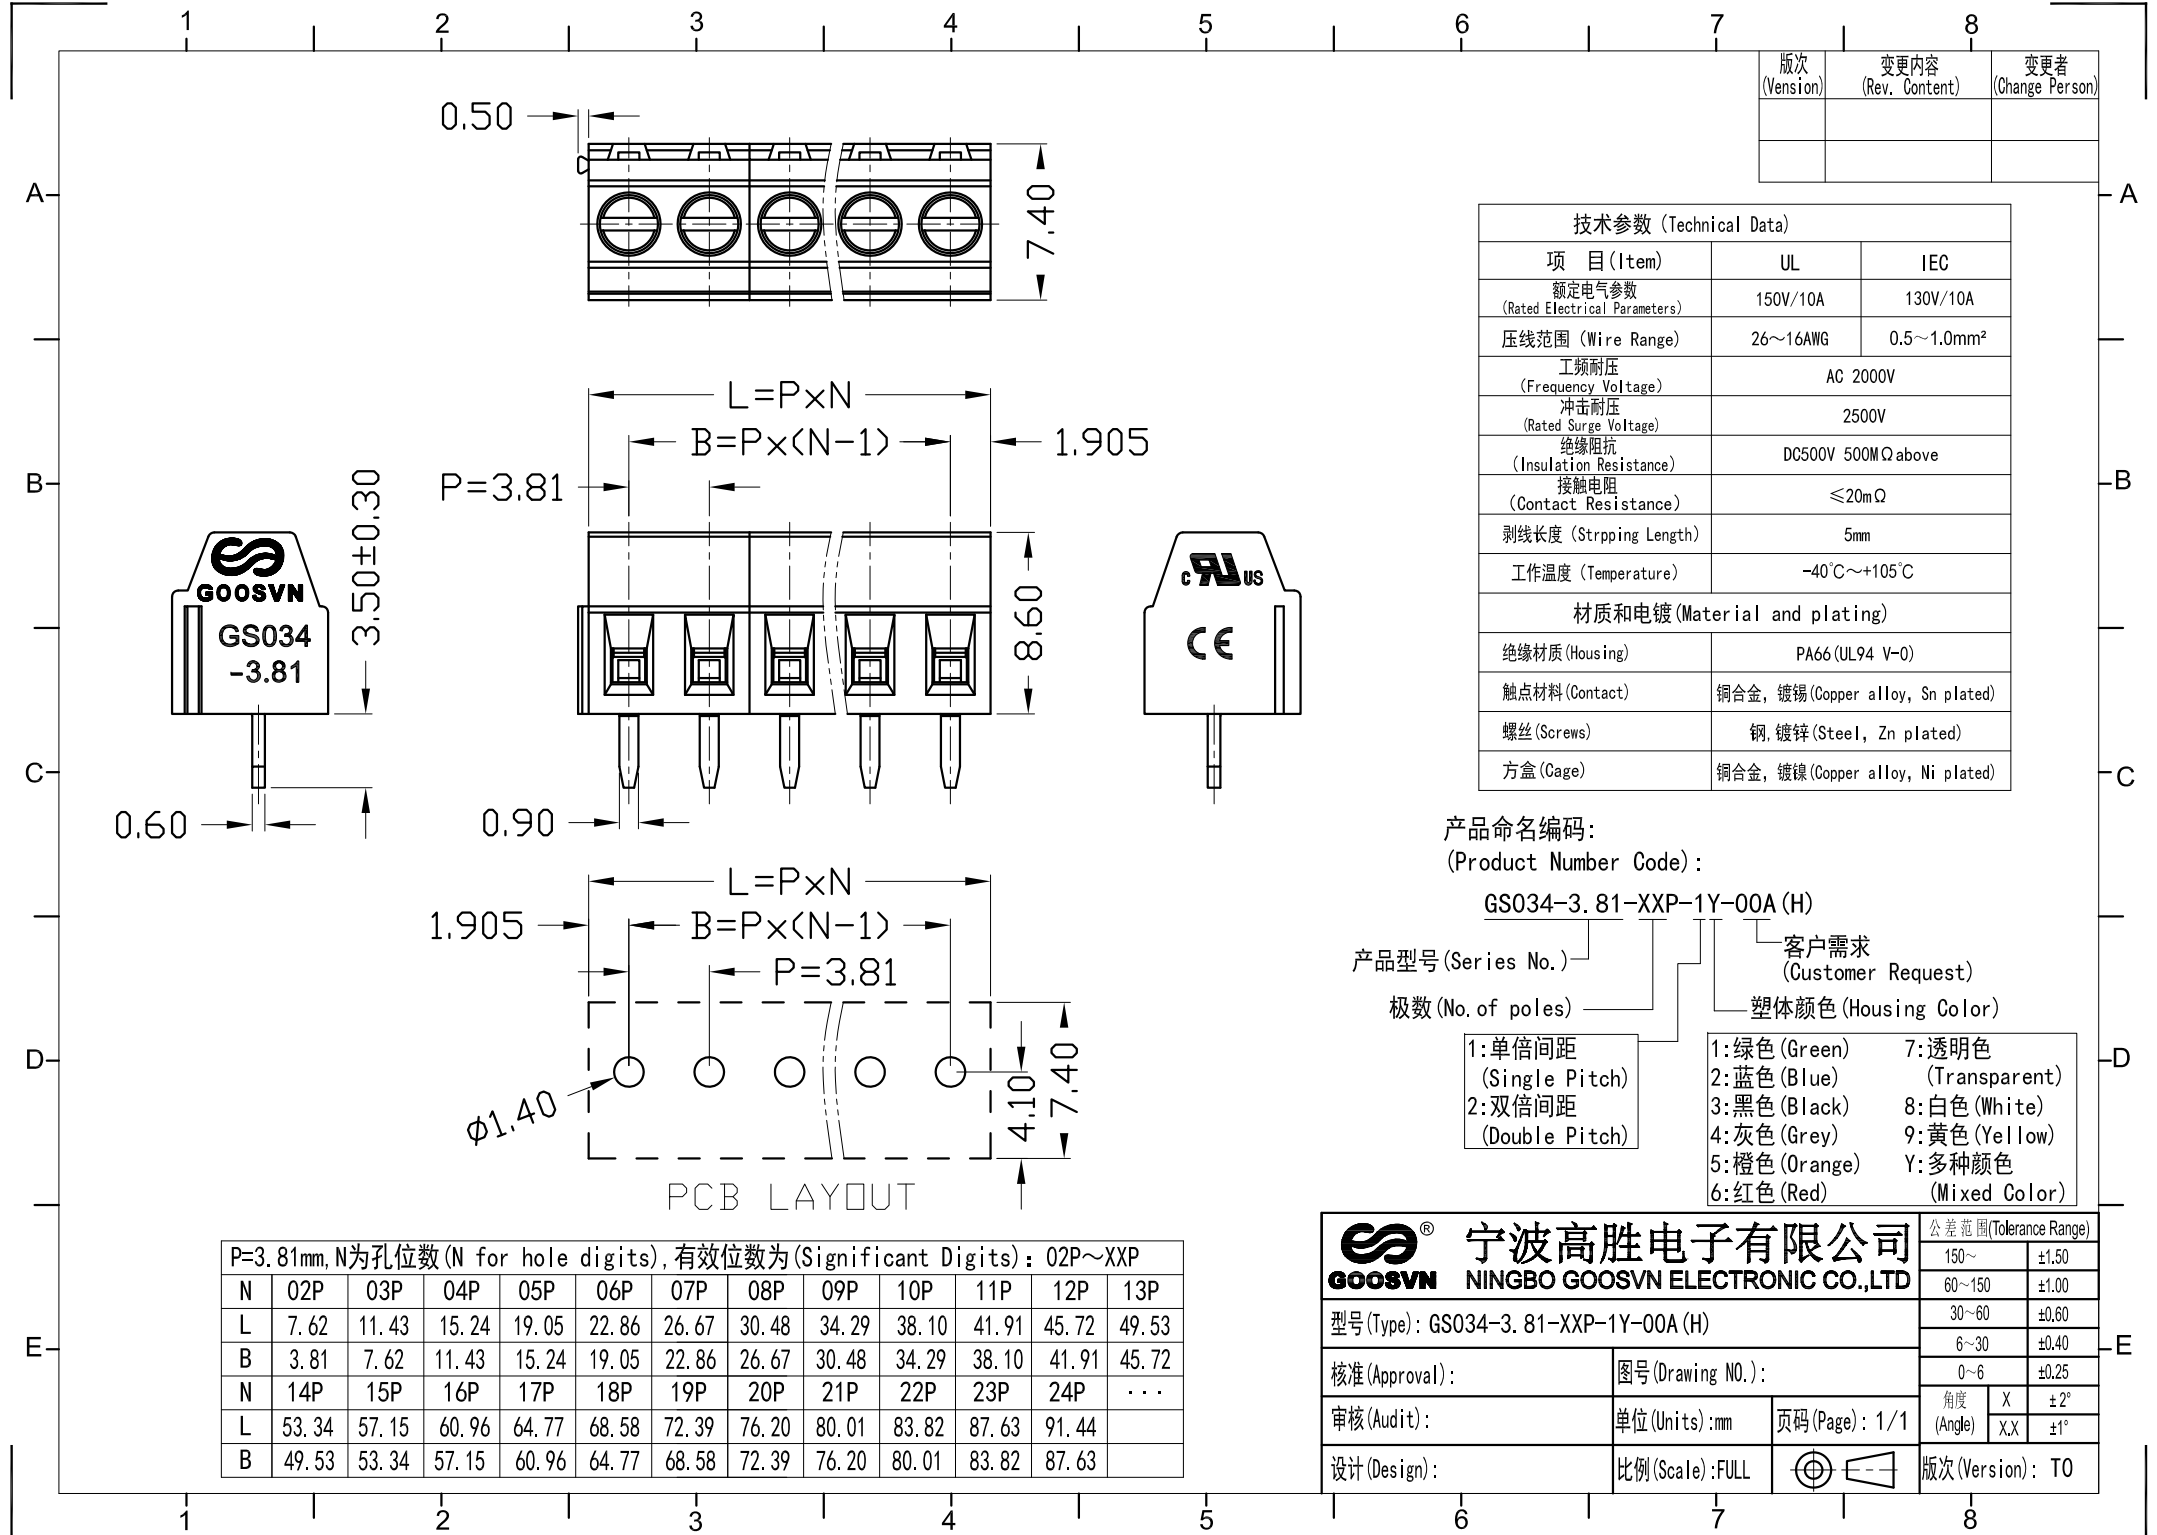 1 2 3 4 5 6 7 8
A
B
C
D
E
A
B
C
D
E
版次 变更内容 变更者
(Vension) (Rev. Content) (Change Person)
0.50
7.40
L=P×N
B=P×(N-1)
1.905
P=3.81
8.60
3.50±0.30
GOOSVN
GS034
-3.81
0.60
0.90
c RU US
CE
L=P×N
1.905
B=P×(N-1)
P=3.81
Ø1.40
4.10
7.40
PCB LAYOUT
技术参数 (Technical Data)
项 目(Item) UL IEC
额定电气参数
(Rated Electrical Parameters) 150V/10A 130V/10A
压线范围 (Wire Range) 26～16AWG 0.5～1.0mm²
工频耐压
(Frequency Voltage) AC 2000V
冲击耐压
(Rated Surge Voltage) 2500V
绝缘阻抗
(Insulation Resistance) DC500V 500MΩabove
接触电阻
(Contact Resistance) ≤20mΩ
剥线长度 (Strpping Length) 5mm
工作温度 (Temperature) -40℃～+105℃
材质和电镀(Material and plating)
绝缘材质(Housing) PA66(UL94 V-0)
触点材料(Contact) 铜合金, 镀锡(Copper alloy, Sn plated)
螺丝(Screws) 钢,镀锌(Steel, Zn plated)
方盒(Cage) 铜合金, 镀镍(Copper alloy, Ni plated)
产品命名编码:
(Product Number Code):
GS034-3.81-XXP-1Y-00A(H)
产品型号(Series No.)
客户需求
(Customer Request)
极数(No.of poles)
塑体颜色(Housing Color)
1:单倍间距
(Single Pitch)
2:双倍间距
(Double Pitch)
1:绿色(Green)
2:蓝色(Blue)
3:黑色(Black)
4:灰色(Grey)
5:橙色(Orange)
6:红色(Red)
7:透明色
(Transparent)
8:白色(White)
9:黄色(Yellow)
Y:多种颜色
(Mixed Color)
P=3.81mm,N为孔位数(N for hole digits),有效位数为(Significant Digits): 02P～XXP
N 02P 03P 04P 05P 06P 07P 08P 09P 10P 11P 12P 13P
L 7.62 11.43 15.24 19.05 22.86 26.67 30.48 34.29 38.10 41.91 45.72 49.53
B 3.81 7.62 11.43 15.24 19.05 22.86 26.67 30.48 34.29 38.10 41.91 45.72
N 14P 15P 16P 17P 18P 19P 20P 21P 22P 23P 24P ...
L 53.34 57.15 60.96 64.77 68.58 72.39 76.20 80.01 83.82 87.63 91.44
B 49.53 53.34 57.15 60.96 64.77 68.58 72.39 76.20 80.01 83.82 87.63
® 宁波高胜电子有限公司
GOOSVN NINGBO GOOSVN ELECTRONIC CO.,LTD
型号(Type): GS034-3.81-XXP-1Y-00A(H)
核准(Approval): 图号(Drawing NO.):
审核(Audit): 单位(Units):mm 页码(Page): 1/1
设计(Design): 比例(Scale):FULL 版次(Version): T0
公差范围(Tolerance Range)
150～ ±1.50
60～150 ±1.00
30～60 ±0.60
6～30 ±0.40
0～6 ±0.25
角度 X ±2°
(Angle) X.X ±1°
1 2 3 4 5 6 7 8